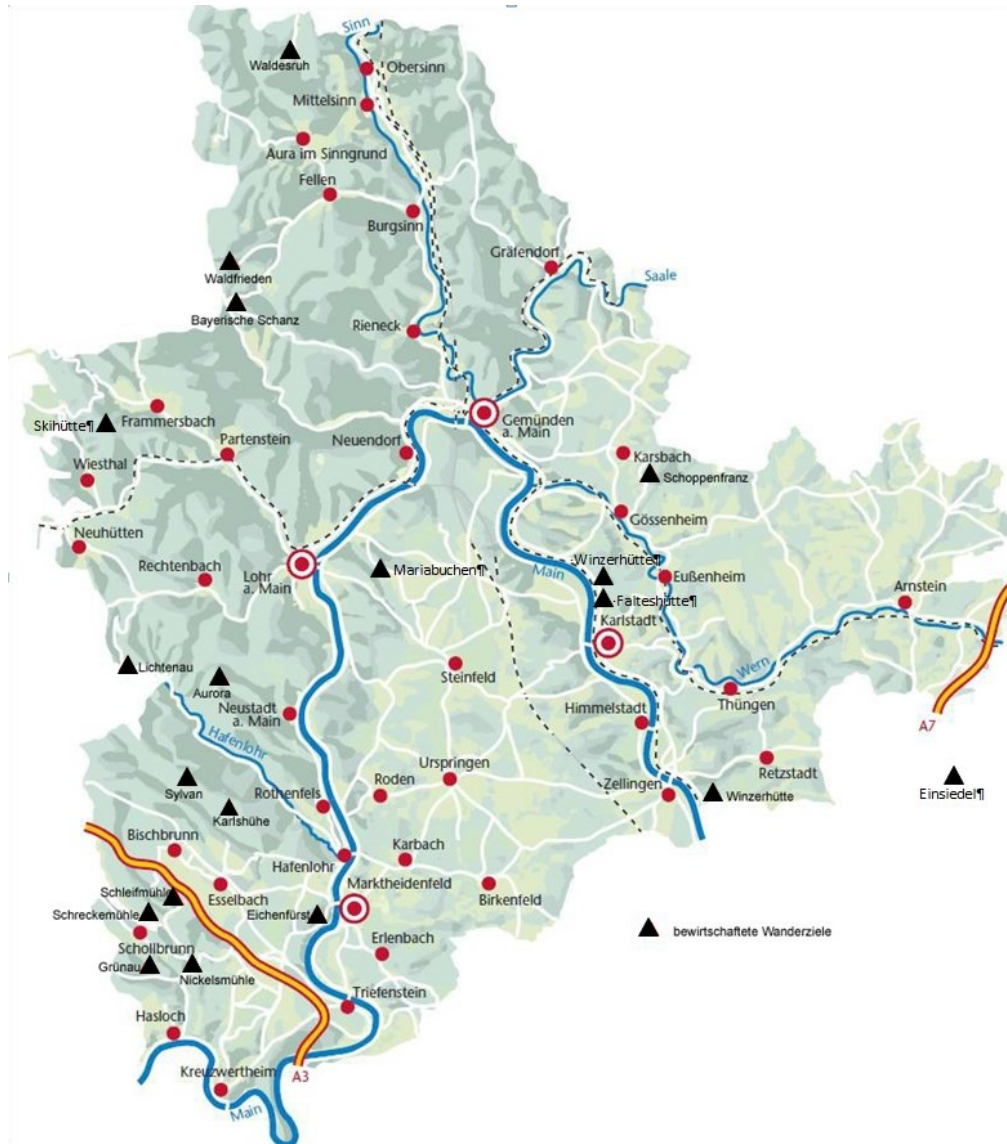 Sinn
Waldesruh
Obersinn
Mittelsinn
Aura im Sinngrund
Fellen
Burgsinn
Gräfendorf
Waldfrieden
Saale
Bayerische Schanz
Rieneck
Frammersbach
Skihütte¶
Gemünden
a. Main
Partenstein
Neuendorf
Karsbach
Wiesthal
Schoppenfranz
Gössenheim
Neuhütten
Rechtenbach
Lohr
a. Main
Mariabuchen¶
Main
·Winzerhütte¶
Eußenheim
Arnstein
·Falteshütte¶
Karlstadt
Lichtenau
Aurora
Steinfeld
Wern
Thüngen
Neustadt
a. Main
Himmelstadt
A7
Hafenlohr
Urspringen
Retzstadt
Sylvan
Roden
Zellingen
Winzerhütte
Einsiedel¶
Rothenfels
Karlshühe
Bischbrunn
Hafenlohr
Karbach
Marktheidenfeld
Schleifmühle
Esselbach
Birkenfeld
Schreckemühle
Eichenfürst
bewirtschaftete Wanderziele
Schollbrunn
Erlenbach
Grünau
Nickelsmühle
Triefenstein
Hasloch
Kreuzwertheim
A3
Main